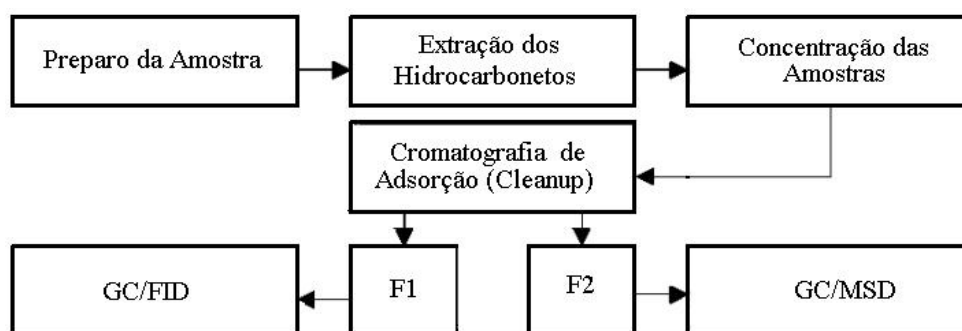 Preparo da Amostra
Extração dos
Hidrocarbonetos
Concentração das
Amostras
Cromatografia de
Adsorção (Cleanup)
GC/FID
F1
F2
GC/MSD